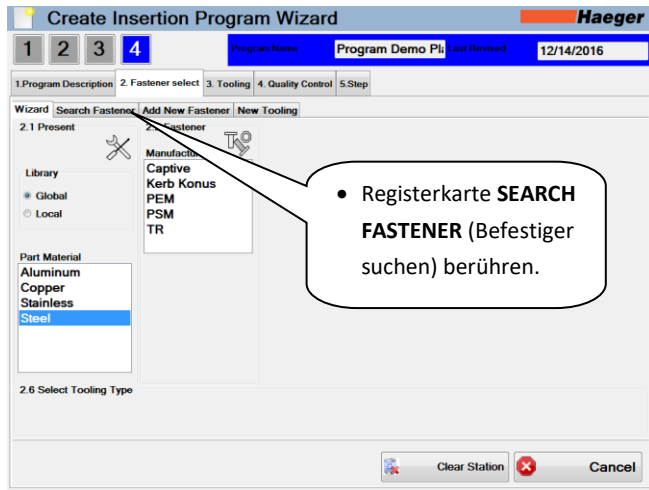 Create Insertion Program Wizard
Haeger
1 2 3 4
Program Name Program Demo Pl Last Revised 12/14/2016
1.Program Description 2. Fastener select 3. Tooling 4. Quality Control 5.Step
Wizard Search Fastener Add New Fastener New Tooling
2.1 Present Fastener
Library
Global
Local
Captive
Kerb Konus
PEM
PSM
TR
Part Material
Aluminum
Copper
Stainless
Steel
• Registerkarte SEARCH
FASTENER (Befestiger
suchen) berühren.
2.6 Select Tooling Type
Clear Station Cancel